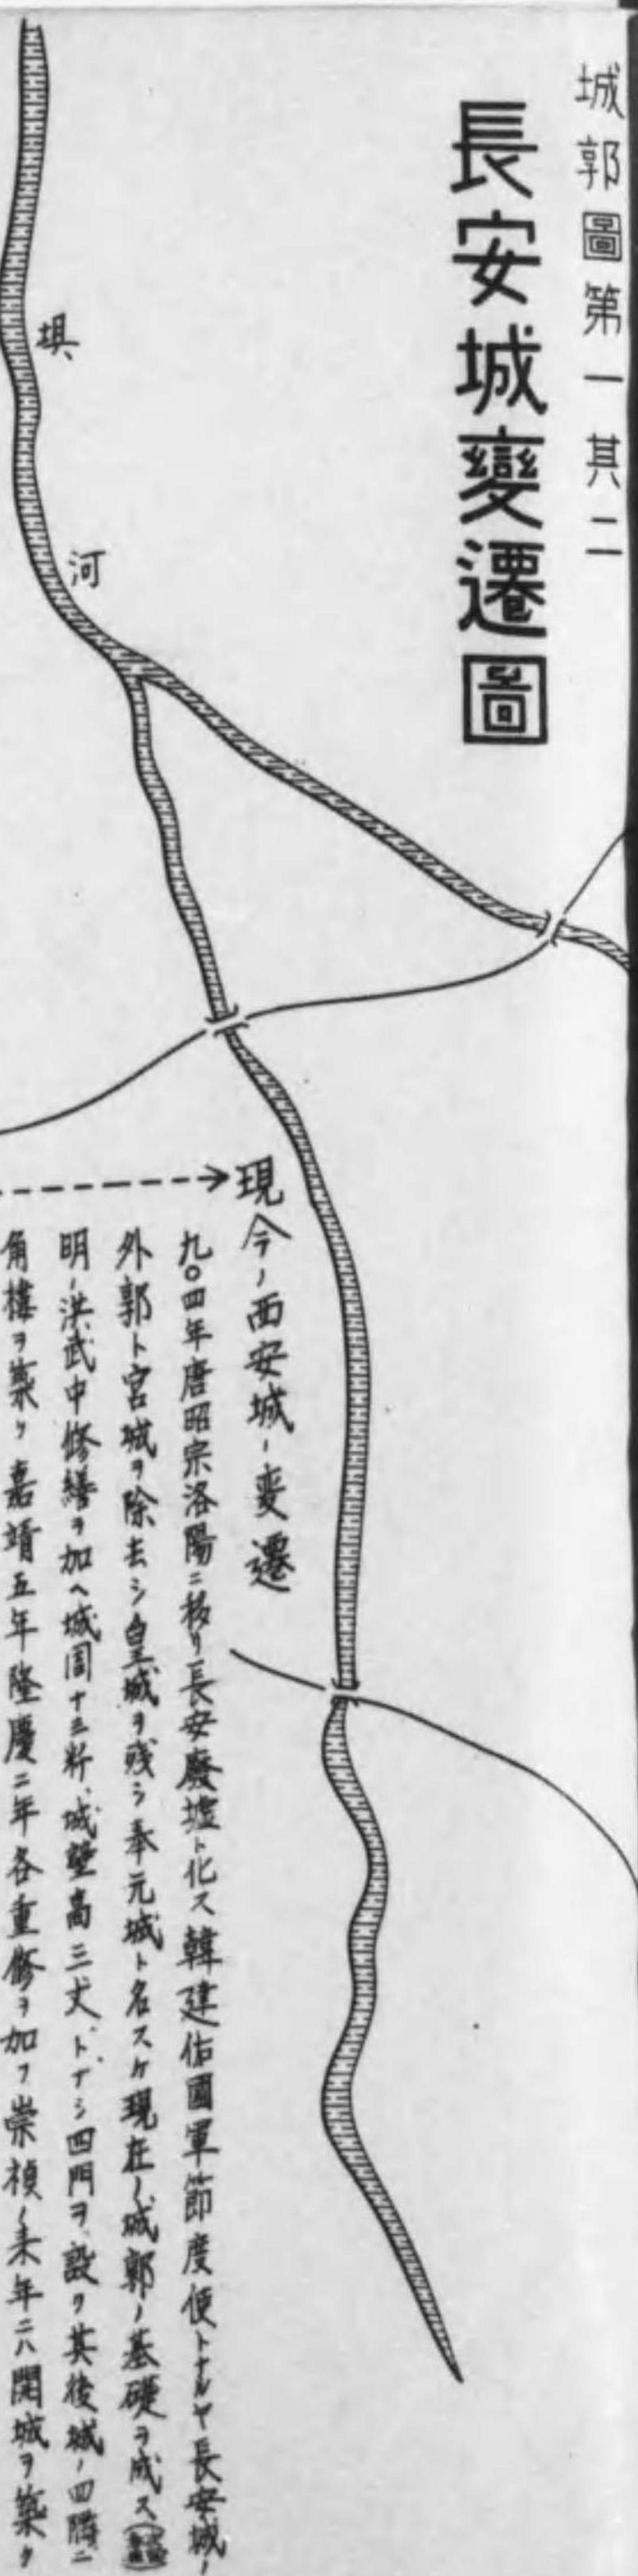 城郭圖第一其二
長安城變遷圖
埧河
現今ノ西安城ノ変遷
九〇四年唐昭宗洛陽ニ移リ長安廢墟ト化ス韓建佑國軍節度使トナルヤ長安城ノ
外郭ト宮城ヲ除去シ皇城ヲ残シ奉元城ト名スケ現在ノ城郭ノ基礎ヲ成ス
明ノ洪武中修繕ヲ加ヘ城周十三粁、城壁高三丈トナシ四門ヲ設ク其後城ノ四隅ニ
角樓ヲ築ク嘉靖五年隆慶二年各重修ヲ加フ崇禎ノ末年ニハ関城ヲ築ク